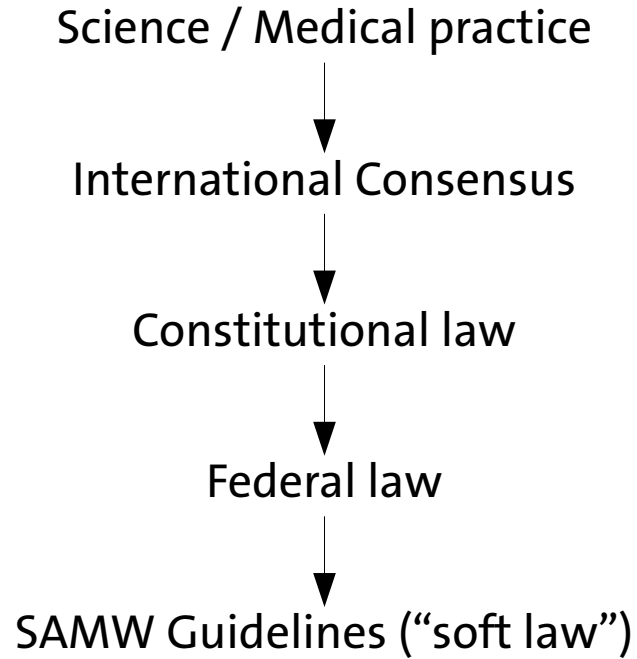 Science / Medical practice
International Consensus
Constitutional law
Federal law
SAMW Guidelines (“soft law”)